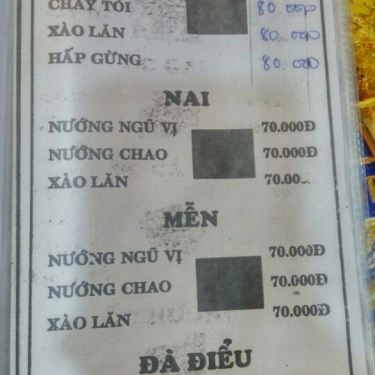 CHÁY TỎI 80.000
XÀO LĂN 80.000
HẤP GỪNG 80.000
NAI
NƯỚNG NGŨ VỊ 70.000Đ
NƯỚNG CHAO 70.000Đ
XÀO LĂN
MỄN
NƯỚNG NGŨ VỊ 70.000Đ
NƯỚNG CHAO 70.000Đ
XÀO LĂN 70.000Đ
ĐÀ ĐIỂU